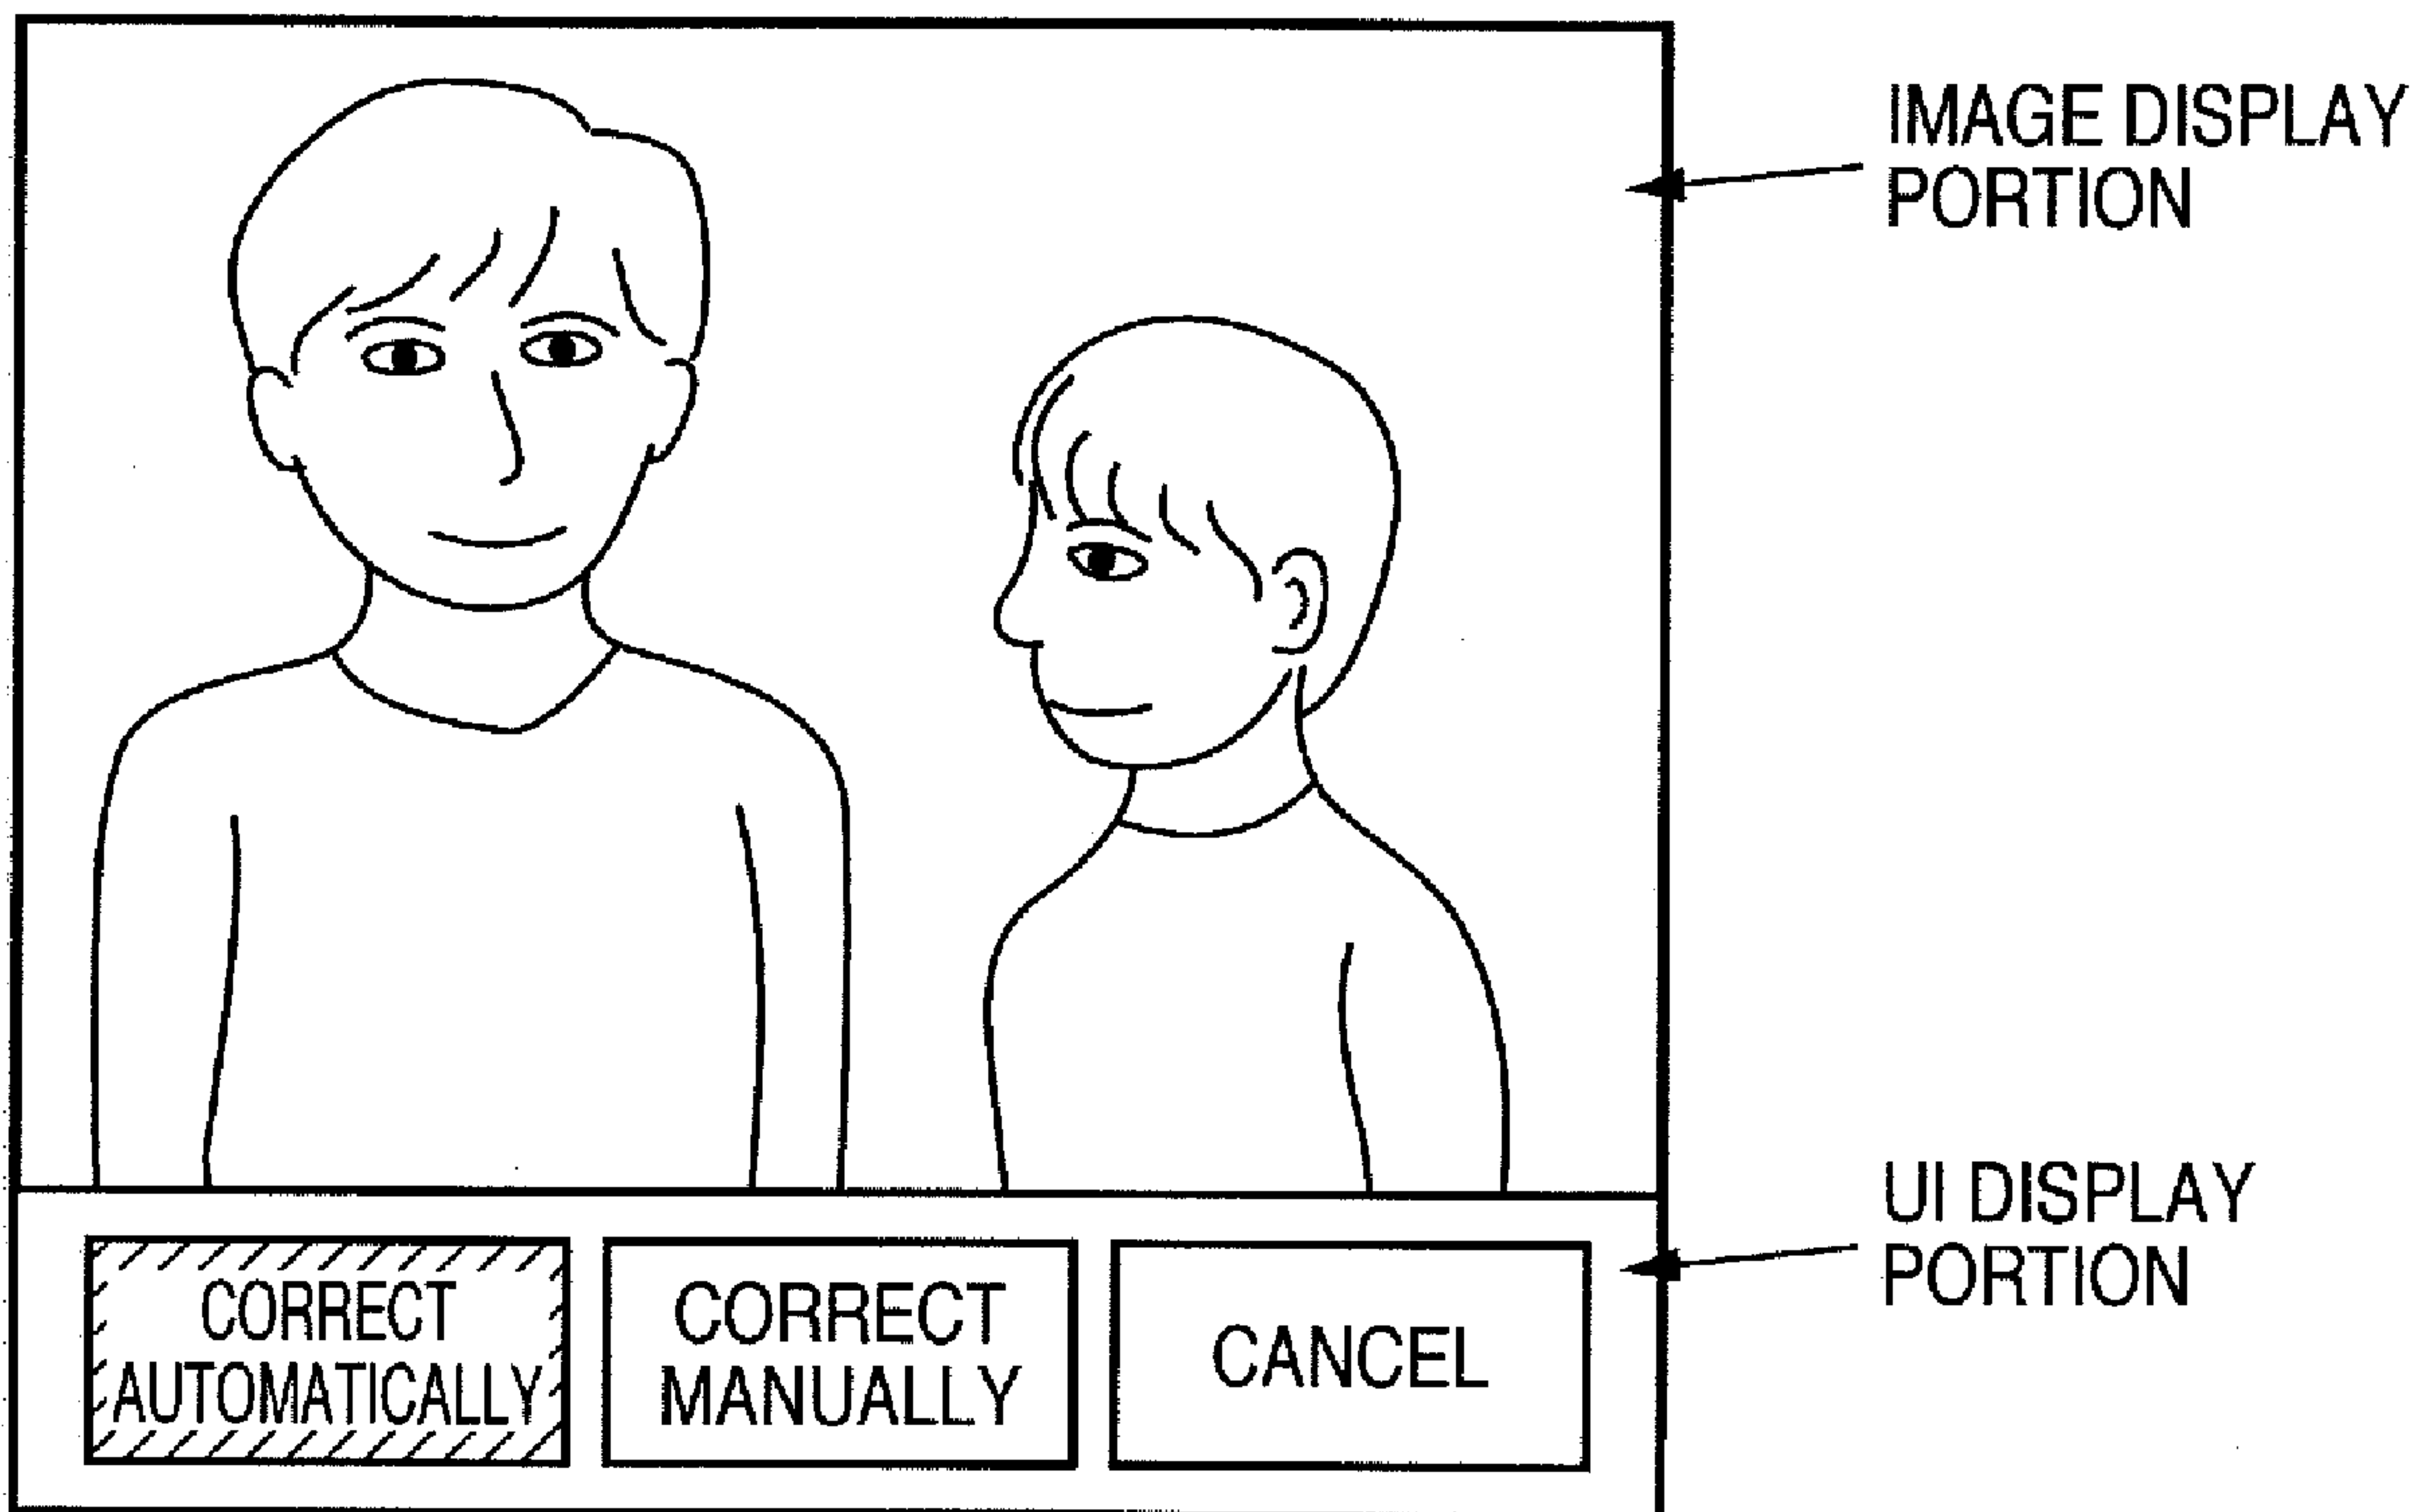 IMAGE DISPLAY
PORTION
UI DISPLAY
PORTION
CORRECT
AUTOMATICALLY
CORRECT
MANUALLY
CANCEL